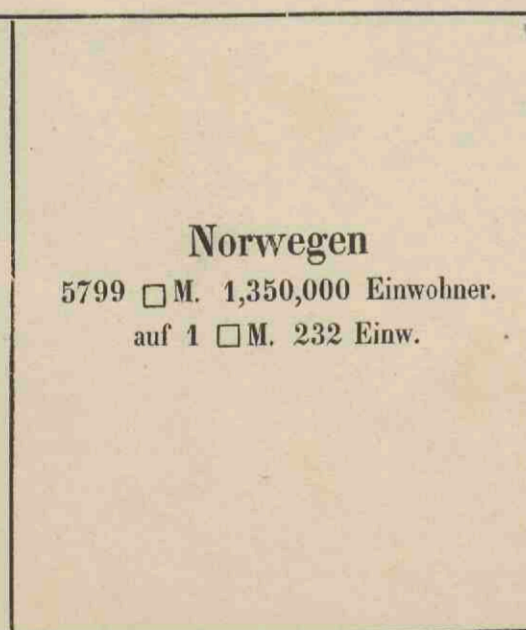 Norwegen
5799 □ M. 1,350,000 Einwohner.
auf 1 □ M. 232 Einw.